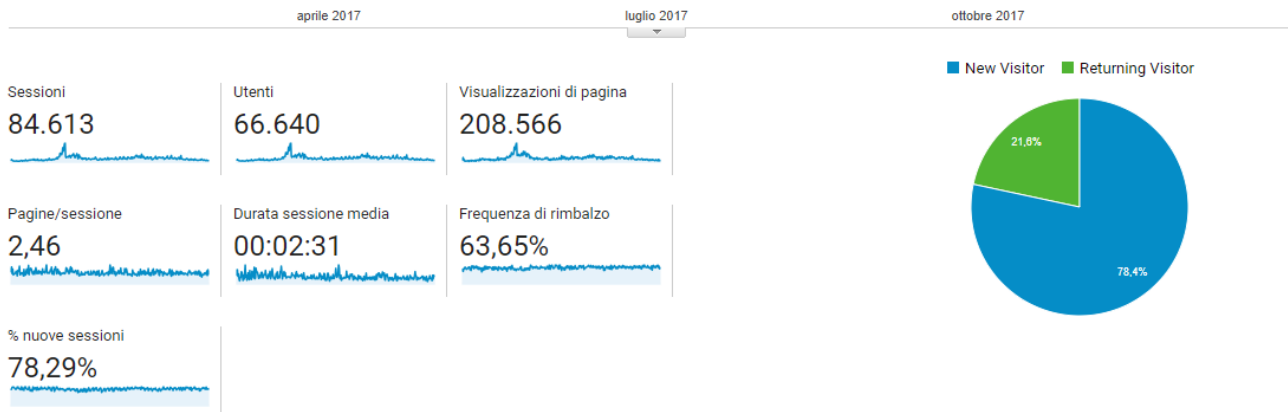 aprile 2017
luglio 2017
ottobre 2017
New Visitor
Returning Visitor
Sessioni
84.613
Utenti
66.640
Visualizzazioni di pagina
208.566
21,6%
78,4%
Pagine/sessione
2,46
Durata sessione media
00:02:31
Frequenza di rimbalzo
63,65%
% nuove sessioni
78,29%